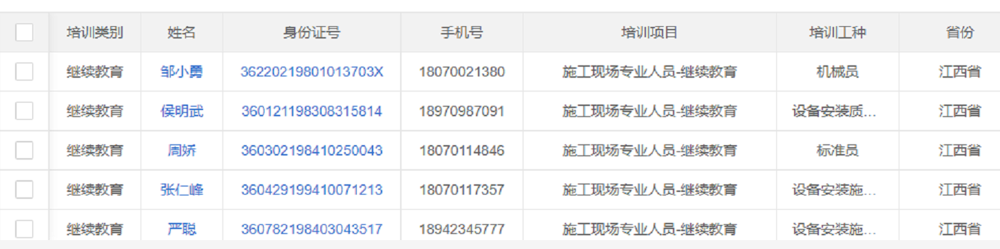 培训类别 姓名 身份证号 手机号 培训项目 培训工种 省份
继续教育 邹小勇 36220219801013703X 18070021380 施工现场专业人员-继续教育 机械员 江西省
继续教育 侯明武 360121198308315814 18970987091 施工现场专业人员-继续教育 设备安装质... 江西省
继续教育 周娇 360302198410250043 18070114846 施工现场专业人员-继续教育 标准员 江西省
继续教育 张仁峰 360429199410071213 18070117357 施工现场专业人员-继续教育 设备安装施... 江西省
继续教育 严聪 360782198403043517 18942345777 施工现场专业人员-继续教育 设备安装施... 江西省